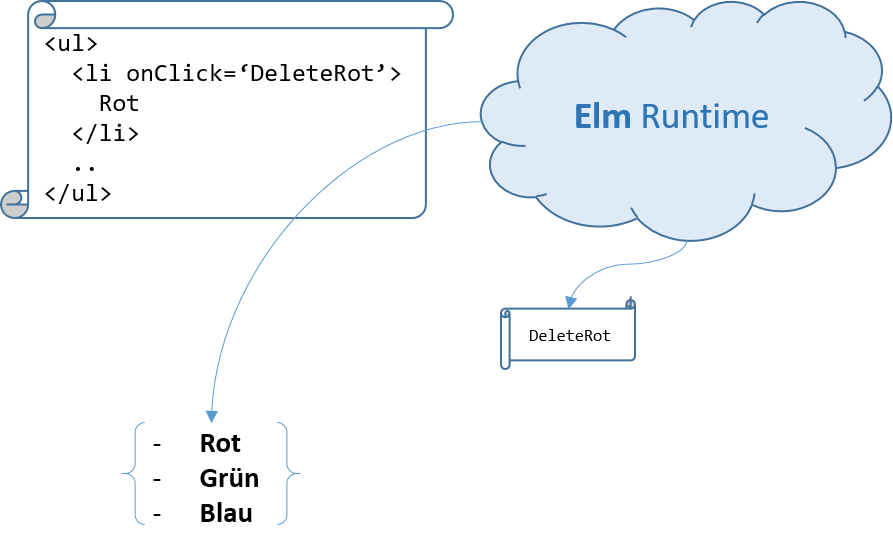 <ul>
<li onClick=‘DeleteRot’>
Rot
</li>
..
</ul>
Elm Runtime
DeleteRot
- Rot
- Grün
- Blau